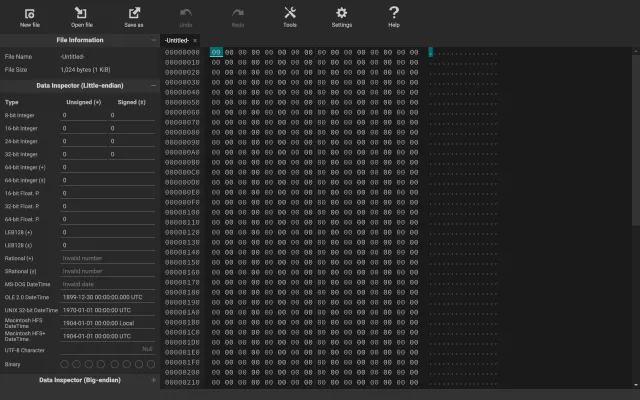 New file Open file Save as Undo Redo Tools Settings Help
File Information −
-Untitled- ×
File Name -Untitled-
File Size 1,024 bytes (1 KiB)
Data Inspector (Little-endian) −
Type Unsigned (+) Signed (±)
8-bit Integer 0 0
16-bit Integer 0 0
24-bit Integer 0 0
32-bit Integer 0 0
64-bit Integer (+) 0
64-bit Integer (±) 0
16-bit Float. P. 0
32-bit Float. P. 0
64-bit Float. P. 0
LEB128 (+) 0
LEB128 (±) 0
Rational (+) Invalid number
SRational (±) Invalid number
MS-DOS DateTime Invalid date
OLE 2.0 DateTime 1899-12-30 00:00:00.000 UTC
UNIX 32-bit DateTime 1970-01-01 00:00:00 UTC
Macintosh HFS DateTime 1904-01-01 00:00:00 Local
Macintosh HFS+ DateTime 1904-01-01 00:00:00 UTC
UTF-8 Character Null
Binary
Data Inspector (Big-endian) +
00000000 00 00 00 00 00 00 00 00 00 00 00 00 00 00 00 00 ................
00000010 00 00 00 00 00 00 00 00 00 00 00 00 00 00 00 00 ................
00000020 00 00 00 00 00 00 00 00 00 00 00 00 00 00 00 00 ................
00000030 00 00 00 00 00 00 00 00 00 00 00 00 00 00 00 00 ................
00000040 00 00 00 00 00 00 00 00 00 00 00 00 00 00 00 00 ................
00000050 00 00 00 00 00 00 00 00 00 00 00 00 00 00 00 00 ................
00000060 00 00 00 00 00 00 00 00 00 00 00 00 00 00 00 00 ................
00000070 00 00 00 00 00 00 00 00 00 00 00 00 00 00 00 00 ................
00000080 00 00 00 00 00 00 00 00 00 00 00 00 00 00 00 00 ................
00000090 00 00 00 00 00 00 00 00 00 00 00 00 00 00 00 00 ................
000000A0 00 00 00 00 00 00 00 00 00 00 00 00 00 00 00 00 ................
000000B0 00 00 00 00 00 00 00 00 00 00 00 00 00 00 00 00 ................
000000C0 00 00 00 00 00 00 00 00 00 00 00 00 00 00 00 00 ................
000000D0 00 00 00 00 00 00 00 00 00 00 00 00 00 00 00 00 ................
000000E0 00 00 00 00 00 00 00 00 00 00 00 00 00 00 00 00 ................
000000F0 00 00 00 00 00 00 00 00 00 00 00 00 00 00 00 00 ................
00000100 00 00 00 00 00 00 00 00 00 00 00 00 00 00 00 00 ................
00000110 00 00 00 00 00 00 00 00 00 00 00 00 00 00 00 00 ................
00000120 00 00 00 00 00 00 00 00 00 00 00 00 00 00 00 00 ................
00000130 00 00 00 00 00 00 00 00 00 00 00 00 00 00 00 00 ................
00000140 00 00 00 00 00 00 00 00 00 00 00 00 00 00 00 00 ................
00000150 00 00 00 00 00 00 00 00 00 00 00 00 00 00 00 00 ................
00000160 00 00 00 00 00 00 00 00 00 00 00 00 00 00 00 00 ................
00000170 00 00 00 00 00 00 00 00 00 00 00 00 00 00 00 00 ................
00000180 00 00 00 00 00 00 00 00 00 00 00 00 00 00 00 00 ................
00000190 00 00 00 00 00 00 00 00 00 00 00 00 00 00 00 00 ................
000001A0 00 00 00 00 00 00 00 00 00 00 00 00 00 00 00 00 ................
000001B0 00 00 00 00 00 00 00 00 00 00 00 00 00 00 00 00 ................
000001C0 00 00 00 00 00 00 00 00 00 00 00 00 00 00 00 00 ................
000001D0 00 00 00 00 00 00 00 00 00 00 00 00 00 00 00 00 ................
000001E0 00 00 00 00 00 00 00 00 00 00 00 00 00 00 00 00 ................
000001F0 00 00 00 00 00 00 00 00 00 00 00 00 00 00 00 00 ................
00000200 00 00 00 00 00 00 00 00 00 00 00 00 00 00 00 00 ................
00000210 00 00 00 00 00 00 00 00 00 00 00 00 00 00 00 00 ................